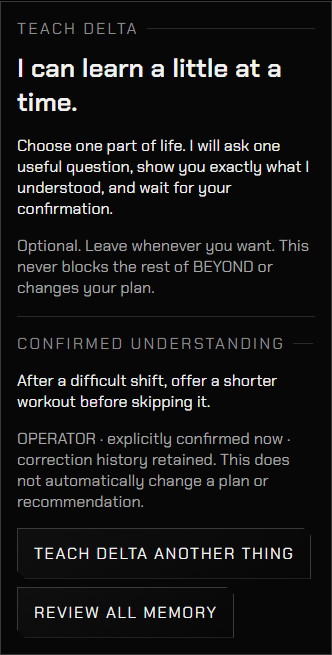 TEACH DELTA
I can learn a little at a
time.
Choose one part of life. I will ask one
useful question, show you exactly what I
understood, and wait for your
confirmation.
Optional. Leave whenever you want. This
never blocks the rest of BEYOND or
changes your plan.
CONFIRMED UNDERSTANDING
After a difficult shift, offer a shorter
workout before skipping it.
OPERATOR · explicitly confirmed now ·
correction history retained. This does
not automatically change a plan or
recommendation.
TEACH DELTA ANOTHER THING
REVIEW ALL MEMORY